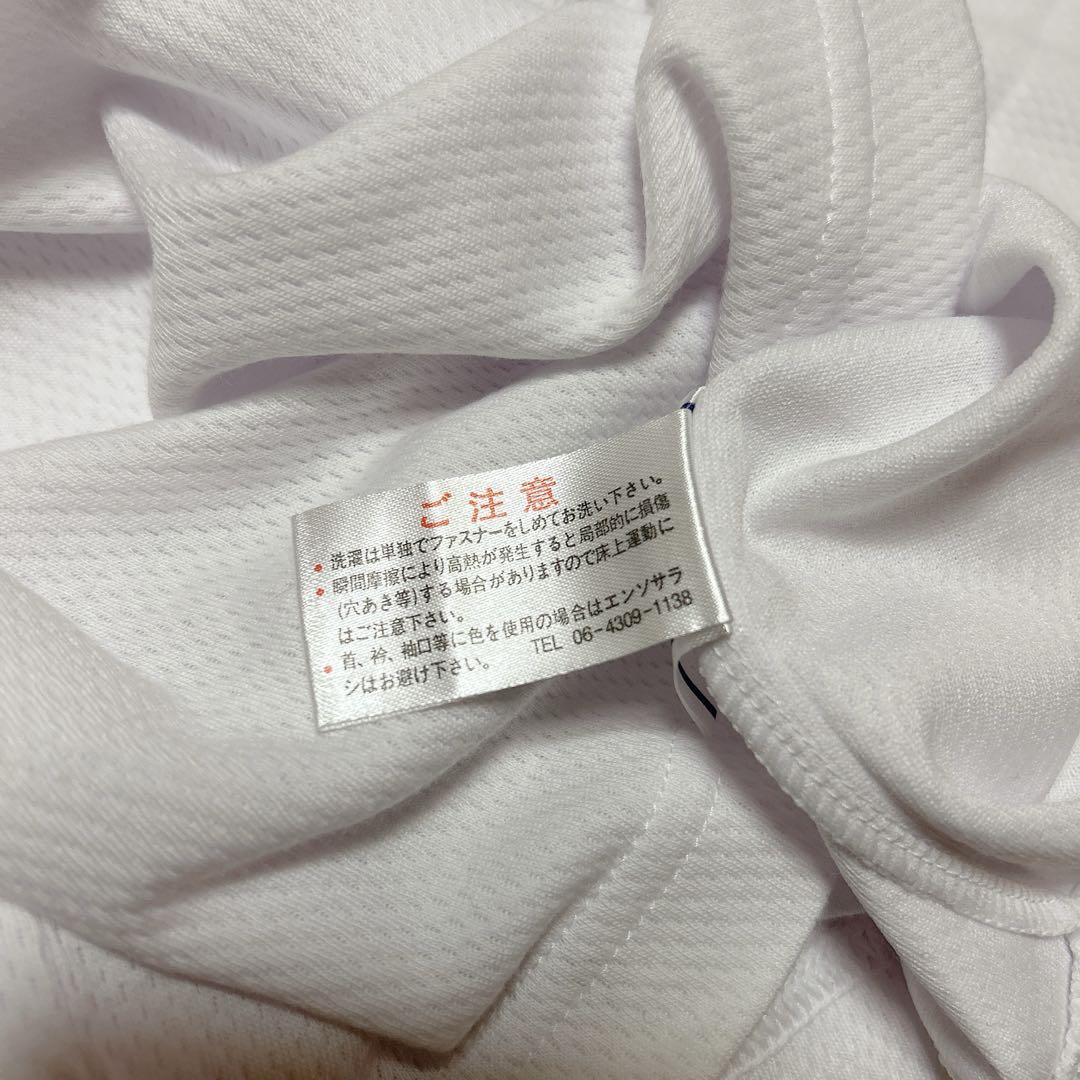 ご注意
• 洗濯は単独でファスナーをしめてお洗い下さい。
• 瞬間摩擦により高熱が発生すると局部的に損傷
(穴あき等)する場合がありますので床上運動に
はご注意下さい。
• 首、衿、袖口等に色を使用の場合はエンソサラ
シはお避け下さい。 TEL 06-4309-1138